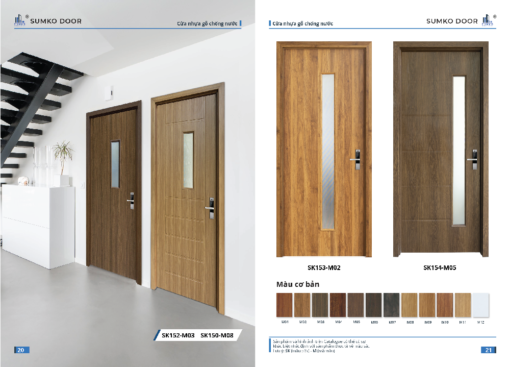 SUMKO DOOR
Cửa nhựa gỗ chống nước
SK152-M03 SK150-M08
20
Cửa nhựa gỗ chống nước
SUMKO DOOR
SK153-M02
SK154-M05
Màu cơ bản
M01 M02 M03 M04 M05 M06 M07 M08 M09 M10 M11 M12
21